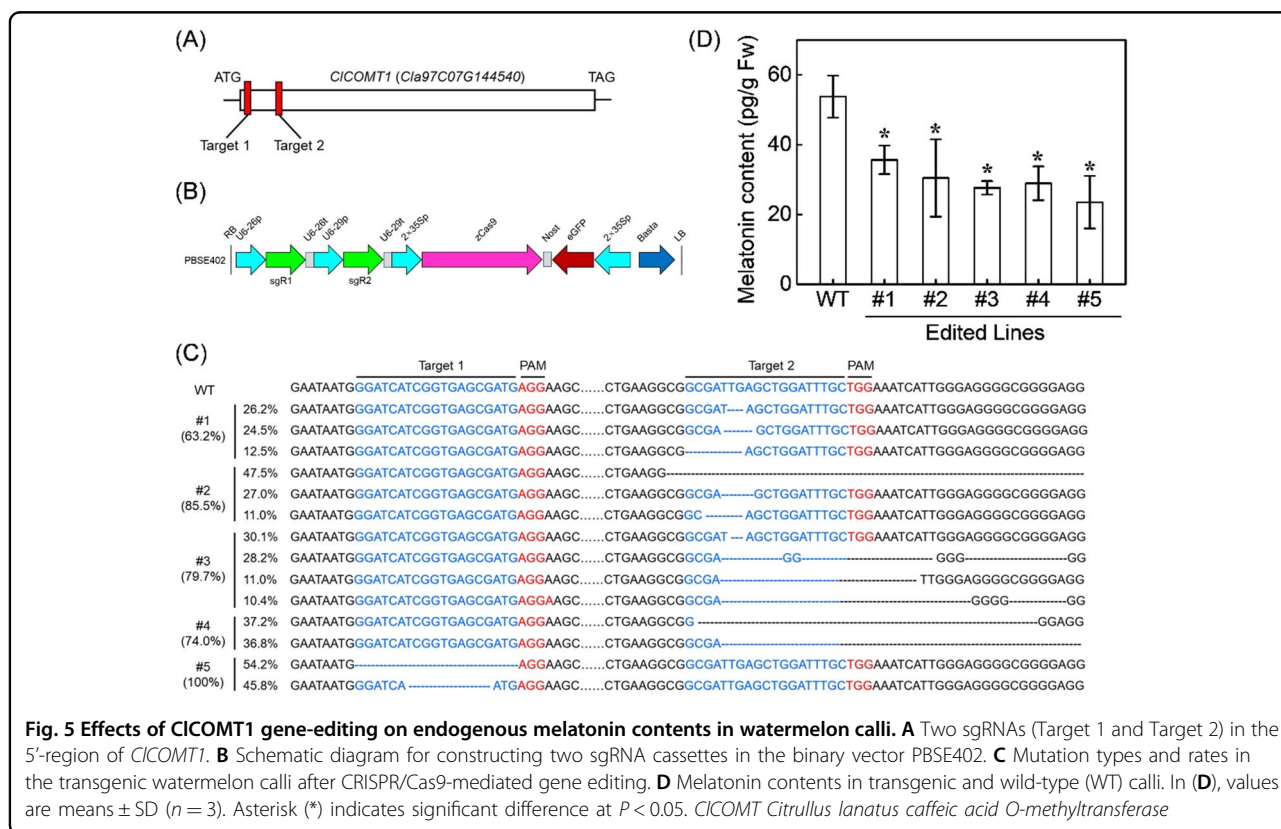 (A)
ATG
ClCOMT1 (Cla97C07G144540)
TAG
Target 1
Target 2
(B)
RB
U6-26p
U6-26t
U6-29p
U6-29t
2×35Sp
zCas9
Nost
eGFP
2×35Sp
Basta
LB
PBSE402
sgR1
sgR2
(D)
Melatonin content (pg/g Fw)
60
40
20
0
* * * * *
WT #1 #2 #3 #4 #5
Edited Lines
(C)
Target 1 PAM Target 2 PAM
WT GAATAATGGGATCATCGGTGAGCGATGAGGAAGC......CTGAAGGCGGCGATTGAGCTGGATTTGCTGGAAATCATTGGGAGGGGCGGGGAGG
#1
(63.2%)
26.2% GAATAATGGGATCATCGGTGAGCGATGAGGAAGC......CTGAAGGCGGCGAT----AGCTGGATTTGCTGGAAATCATTGGGAGGGGCGGGGAGG
24.5% GAATAATGGGATCATCGGTGAGCGATGAGGAAGC......CTGAAGGCGGCGA-------GCTGGATTTGCTGGAAATCATTGGGAGGGGCGGGGAGG
12.5% GAATAATGGGATCATCGGTGAGCGATGAGGAAGC......CTGAAGGCG--------------AGCTGGATTTGCTGGAAATCATTGGGAGGGGCGGGGAGG
#2
(85.5%)
47.5% GAATAATGGGATCATCGGTGAGCGATGAGGAAGC......CTGAAGG----------------------------------------------------------------
27.0% GAATAATGGGATCATCGGTGAGCGATGAGGAAGC......CTGAAGGCGGCGA--------GCTGGATTTGCTGGAAATCATTGGGAGGGGCGGGGAGG
11.0% GAATAATGGGATCATCGGTGAGCGATGAGGAAGC......CTGAAGGCGGC ---------AGCTGGATTTGCTGGAAATCATTGGGAGGGGCGGGGAGG
#3
(79.7%)
30.1% GAATAATGGGATCATCGGTGAGCGATGAGGAAGC......CTGAAGGCGGCGAT ---AGCTGGATTTGCTGGAAATCATTGGGAGGGGCGGGGAGG
28.2% GAATAATGGGATCATCGGTGAGCGATGAGGAAGC......CTGAAGGCGGCGA--------------GG-------------------------GGG----------------------GG
11.0% GAATAATGGGATCATCGGTGAGCGATGAGGAAGC......CTGAAGGCGGCGA---------------------------------------TTGGGAGGGGCGGGGAGG
10.4% GAATAATGGGATCATCGGTGAGCGATGAGGAAGC......CTGAAGGCGGCGA------------------------------------------------GGGG------------GG
#4
(74.0%)
37.2% GAATAATGGGATCATCGGTGAGCGATGAGGAAGC......CTGAAGGCGG------------------------------------------------------------GGAGG
36.8% GAATAATGGGATCATCGGTGAGCGATGAGGAAGC......CTGAAGGCGGCGA------------------------------------------------------------
#5
(100%)
54.2% GAATAATG----------------------------------AGGAAGC......CTGAAGGCGGCGATTGAGCTGGATTTGCTGGAAATCATTGGGAGGGGCGGGGAGG
45.8% GAATAATGGGATCA ------------------ATGAGGAAGC......CTGAAGGCGGCGATTGAGCTGGATTTGCTGGAAATCATTGGGAGGGGCGGGGAGG
Fig. 5 Effects of ClCOMT1 gene-editing on endogenous melatonin contents in watermelon calli. A Two sgRNAs (Target 1 and Target 2) in the
5′-region of ClCOMT1. B Schematic diagram for constructing two sgRNA cassettes in the binary vector PBSE402. C Mutation types and rates in
the transgenic watermelon calli after CRISPR/Cas9-mediated gene editing. D Melatonin contents in transgenic and wild-type (WT) calli. In (D), values
are means ± SD (n = 3). Asterisk (*) indicates significant difference at P < 0.05. ClCOMT Citrullus lanatus caffeic acid O-methyltransferase